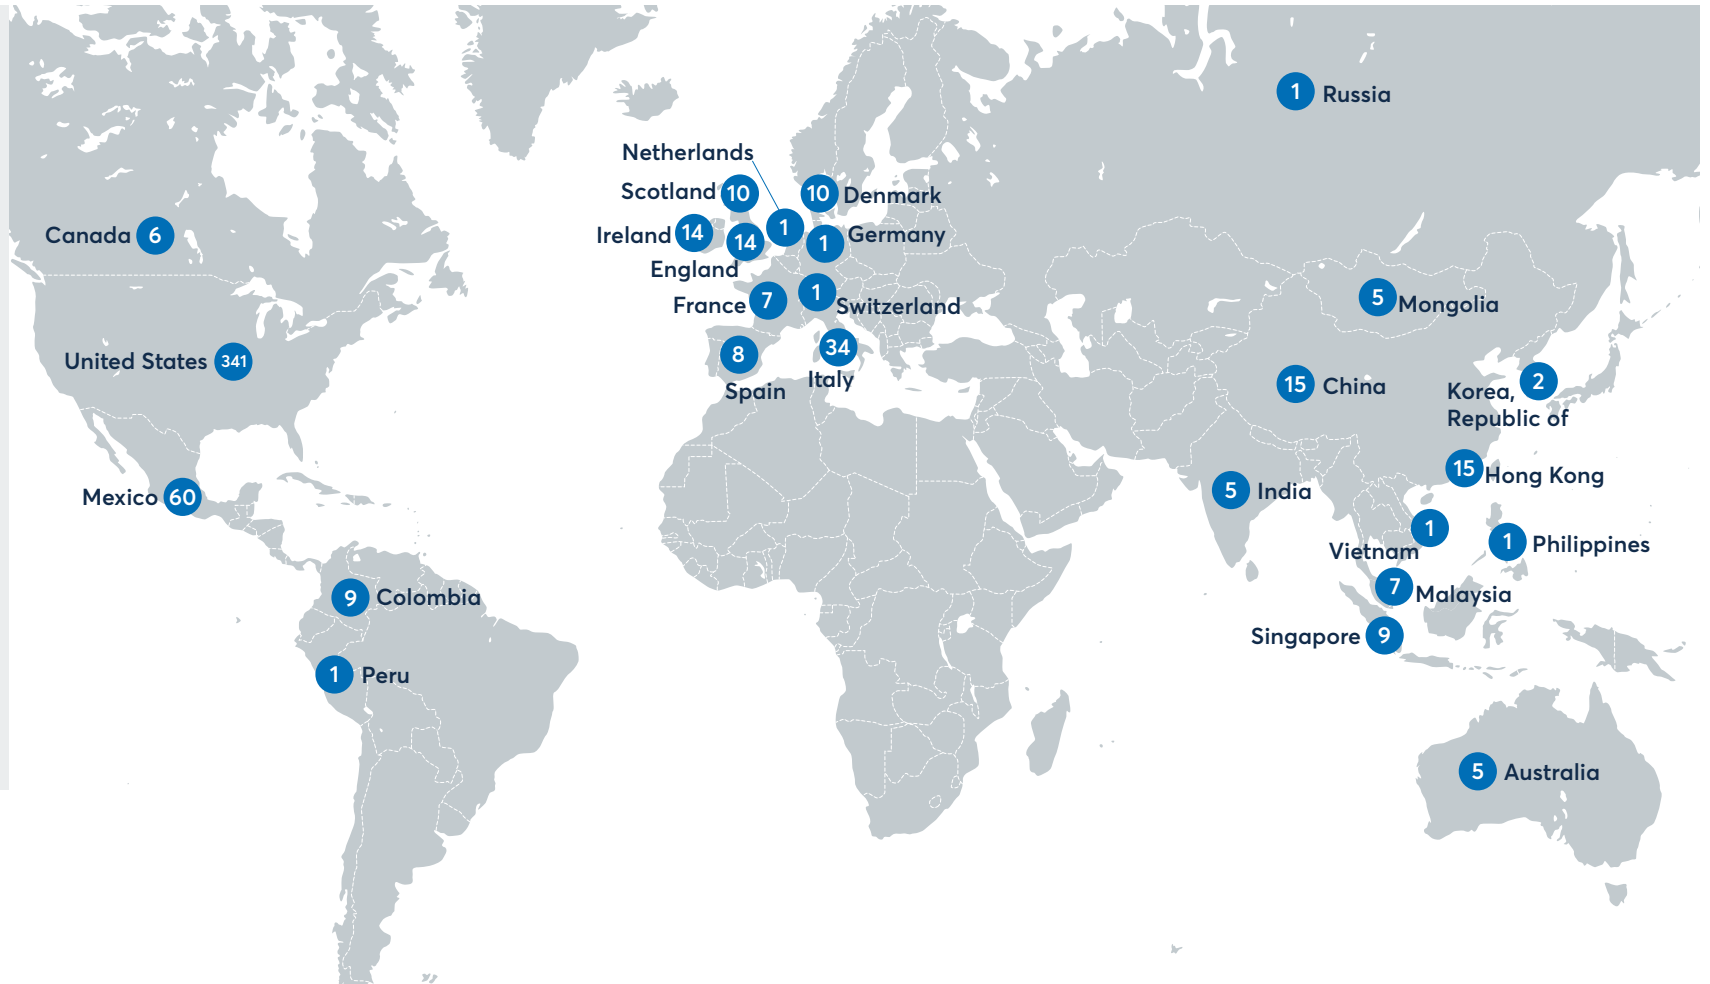 1 Russia
Netherlands
1
Scotland 10
10 Denmark
Ireland 14
14
England
1 Germany
Canada 6
France 7
1 Switzerland
5 Mongolia
United States 341
8
Spain
34
Italy
15 China
2
Korea,
Republic of
15 Hong Kong
Mexico 60
5 India
1
Vietnam
1 Philippines
7 Malaysia
9 Colombia
Singapore 9
1 Peru
5 Australia